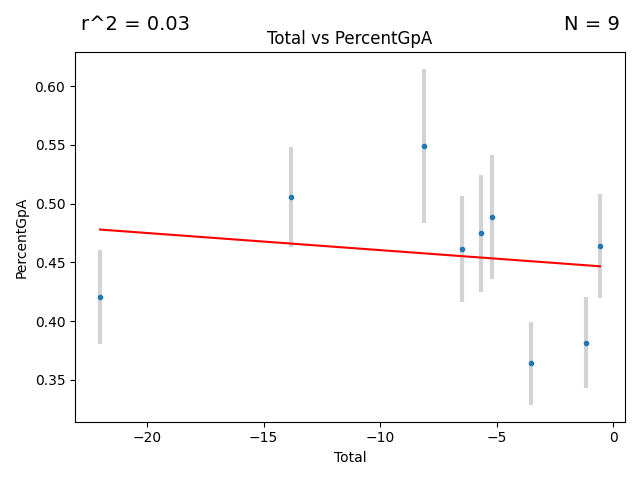 r^2 = 0.03
N = 9
Total vs PercentGpA
0.60
0.55
0.50
0.45
0.40
0.35
PercentGpA
−20
−15
−10
−5
0
Total